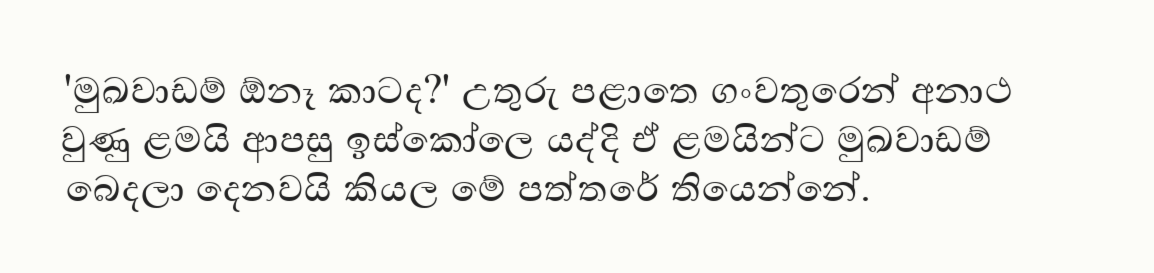 'මුඛවාඩම් ඕනෑ කාටද?' උතුරු පළාතෙ ගංවතුරෙන් අනාථ
වුණු ළමයි ආපසු ඉස්කෝලෙ යද්දි ඒ ළමයින්ට මුඛවාඩම්
බෙදලා දෙනවයි කියල මේ පත්තරේ තියෙන්නේ.